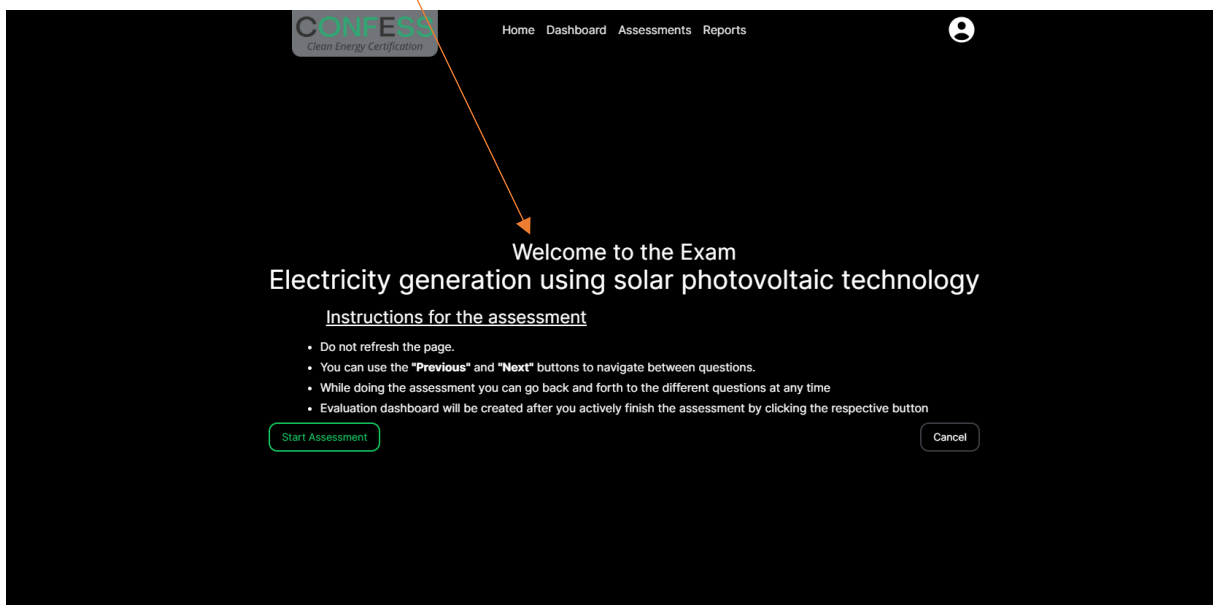 CONFESS
Clean Energy Certification
Home Dashboard Assessments Reports
Welcome to the Exam
Electricity generation using solar photovoltaic technology
Instructions for the assessment
• Do not refresh the page.
• You can use the "Previous" and "Next" buttons to navigate between questions.
• While doing the assessment you can go back and forth to the different questions at any time
• Evaluation dashboard will be created after you actively finish the assessment by clicking the respective button
Start Assessment Cancel